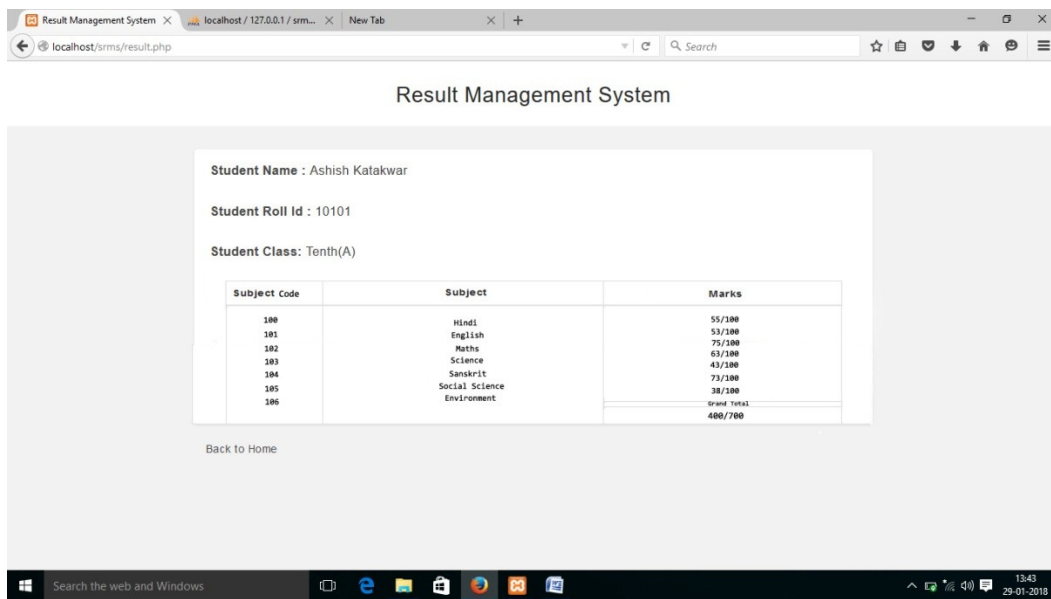 Result Management System
localhost / 127.0.0.1 / srm...
New Tab
localhost/srms/result.php
Search
Result Management System
Student Name : Ashish Katakwar
Student Roll Id : 10101
Student Class: Tenth(A)
Subject Code Subject Marks
100 Hindi 55/100
101 English 53/100
102 Maths 75/100
103 Science 63/100
104 Sanskrit 43/100
105 Social Science 73/100
106 Environment 38/100
Grand Total
400/700
Back to Home
Search the web and Windows
13:43
29-01-2018